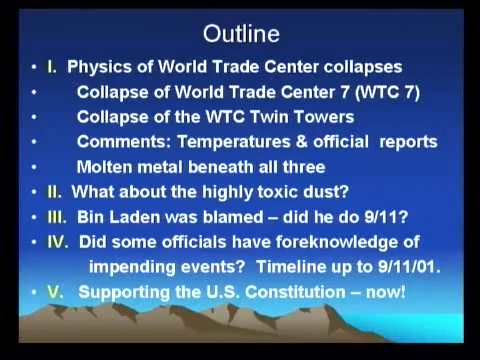 Outline
• I. Physics of World Trade Center collapses
• Collapse of World Trade Center 7 (WTC 7)
• Collapse of the WTC Twin Towers
• Comments: Temperatures & official reports
• Molten metal beneath all three
• II. What about the highly toxic dust?
• III. Bin Laden was blamed – did he do 9/11?
• IV. Did some officials have foreknowledge of
impending events? Timeline up to 9/11/01.
• V. Supporting the U.S. Constitution – now!